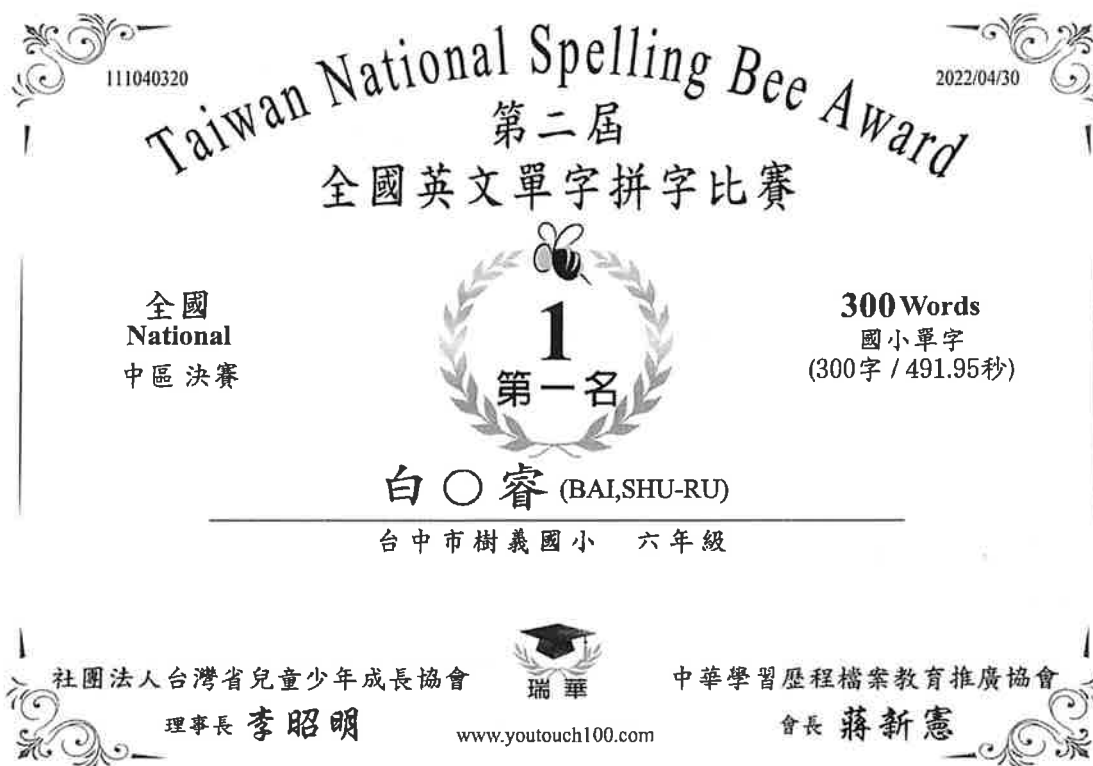 111040320
2022/04/30
Taiwan National Spelling Bee Award
第二屆
全國英文單字拼字比賽
全國
National
中區 決賽
1
第一名
300 Words
國小單字
(300字 / 491.95秒)
白〇睿 (BAI,SHU-RU)
台中市樹義國小 六年級
社團法人台灣省兒童少年成長協會
理事長 李昭明
瑞華
www.youtouch100.com
中華學習歷程檔案教育推廣協會
會長 蔣新憲